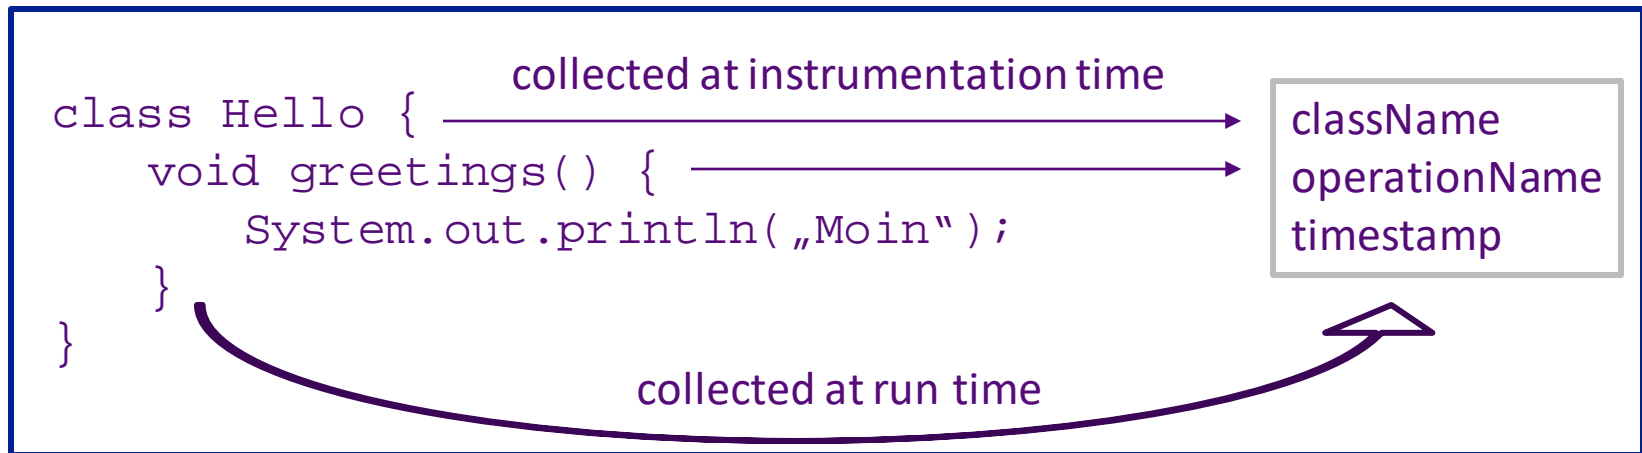 collected at instrumentation time
class Hello {
void greetings() {
System.out.println(„Moin“);
}
}
className
operationName
timestamp
collected at run time